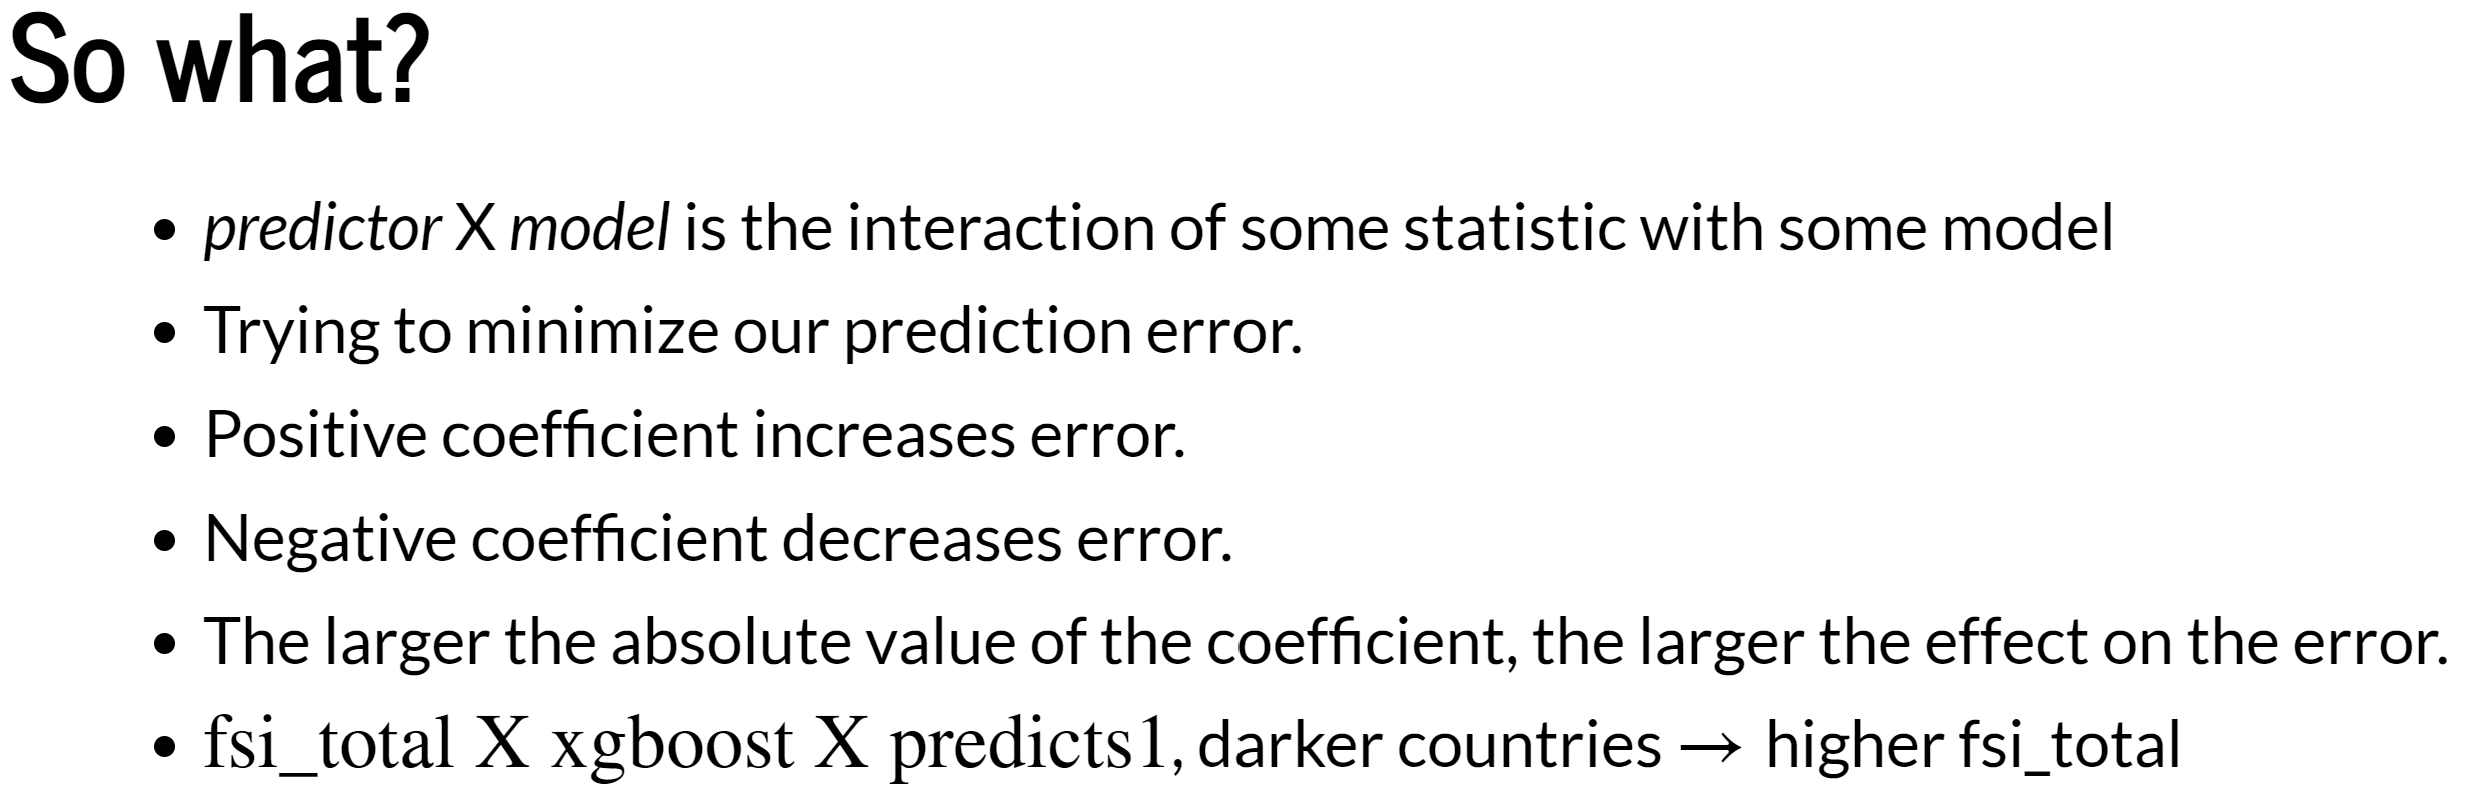 So what?
• predictor X model is the interaction of some statistic with some model
• Trying to minimize our prediction error.
• Positive coefficient increases error.
• Negative coefficient decreases error.
• The larger the absolute value of the coefficient, the larger the effect on the error.
• fsi_total X xgboost X predicts1, darker countries → higher fsi_total